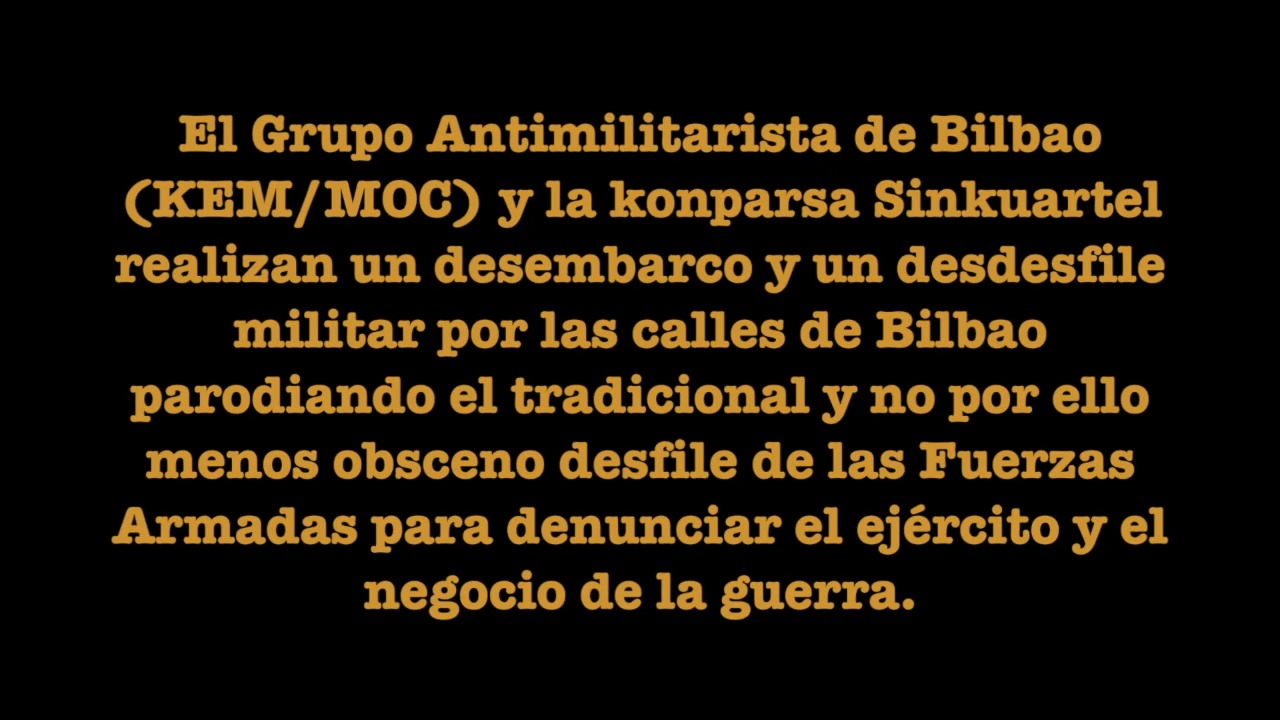 El Grupo Antimilitarista de Bilbao
(KEM/MOC) y la konparsa Sinkuartel
realizan un desembarco y un desdesfile
militar por las calles de Bilbao
parodiando el tradicional y no por ello
menos obsceno desfile de las Fuerzas
Armadas para denunciar el ejército y el
negocio de la guerra.